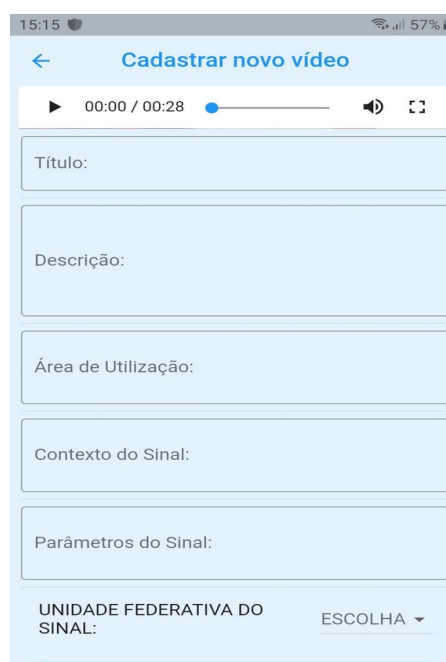 15:15 57%
Cadastrar novo vídeo
00:00 / 00:28
Título:
Descrição:
Área de Utilização:
Contexto do Sinal:
Parâmetros do Sinal:
UNIDADE FEDERATIVA DO
SINAL:
ESCOLHA